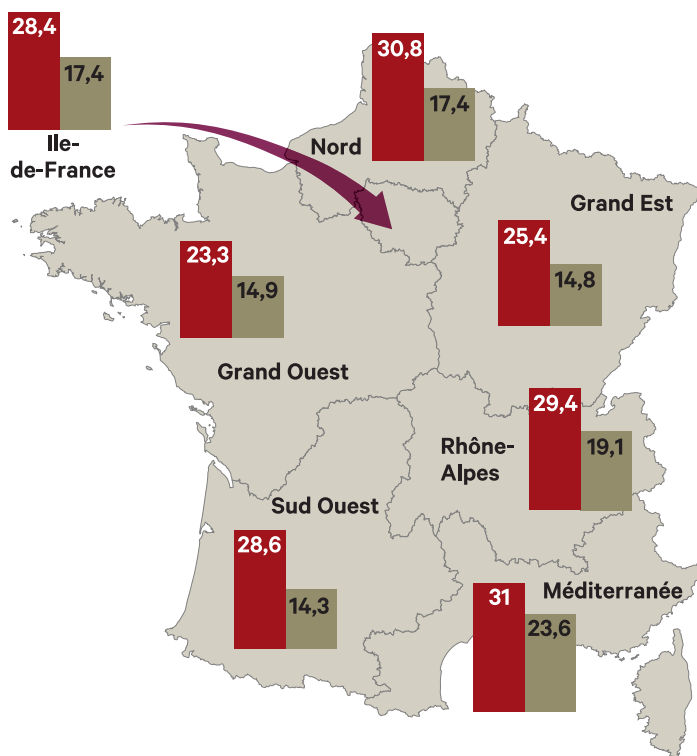 28,4
17,4
Ile-
de-France
30,8
17,4
Nord
Grand Est
25,4
14,8
23,3
14,9
Grand Ouest
29,4
19,1
Rhône-
Alpes
Sud Ouest
28,6
14,3
Méditerranée
31
23,6